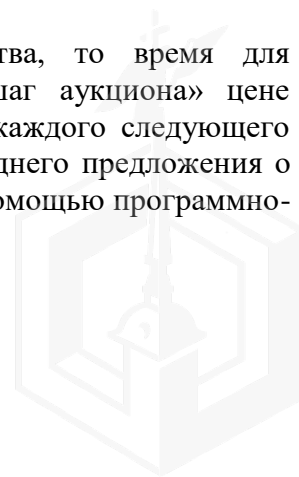 тва, то время для
шаг аукциона» цене
каждого следующего
днего предложения о
омощью программно-